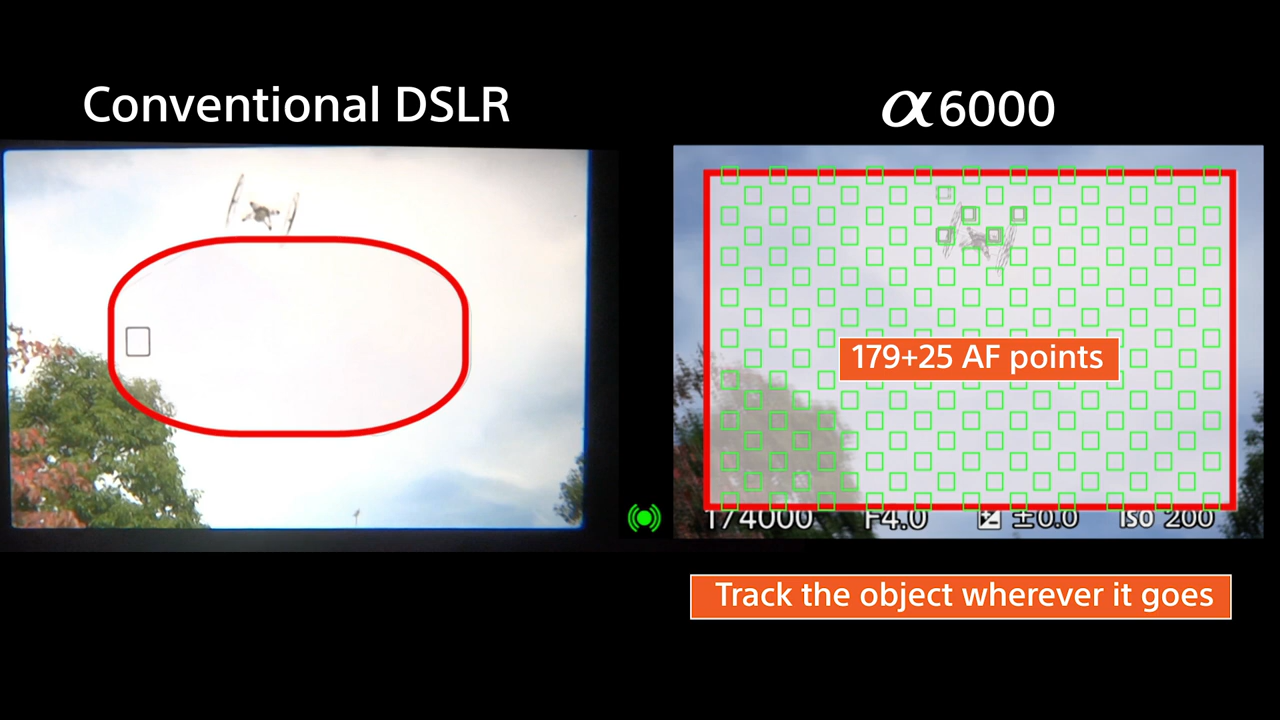 Conventional DSLR
α6000
179+25 AF points
1/4000 F4.0 ±0.0 ISO 200
Track the object wherever it goes